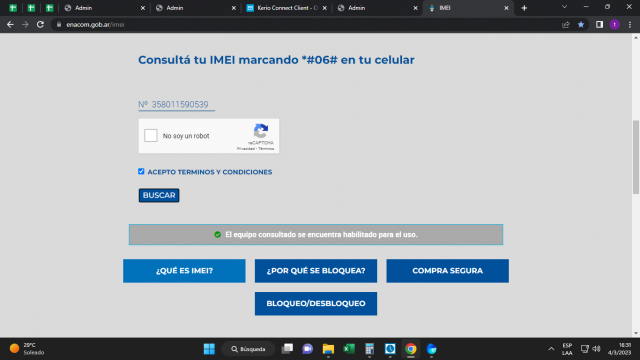 Admin
Admin
Kerio Connect Client - O
Admin
IMEI
enacom.gob.ar/imei
Consultá tu IMEI marcando *#06# en tu celular
Nº 358011590539
No soy un robot
reCAPTCHA
Privacidad - Términos
ACEPTO TERMINOS Y CONDICIONES
BUSCAR
El equipo consultado se encuentra habilitado para el uso.
¿QUÉ ES IMEI?
¿POR QUÉ SE BLOQUEA?
COMPRA SEGURA
BLOQUEO/DESBLOQUEO
29°C
Soleado
Búsqueda
ESP
LAA
16:31
4/3/2023